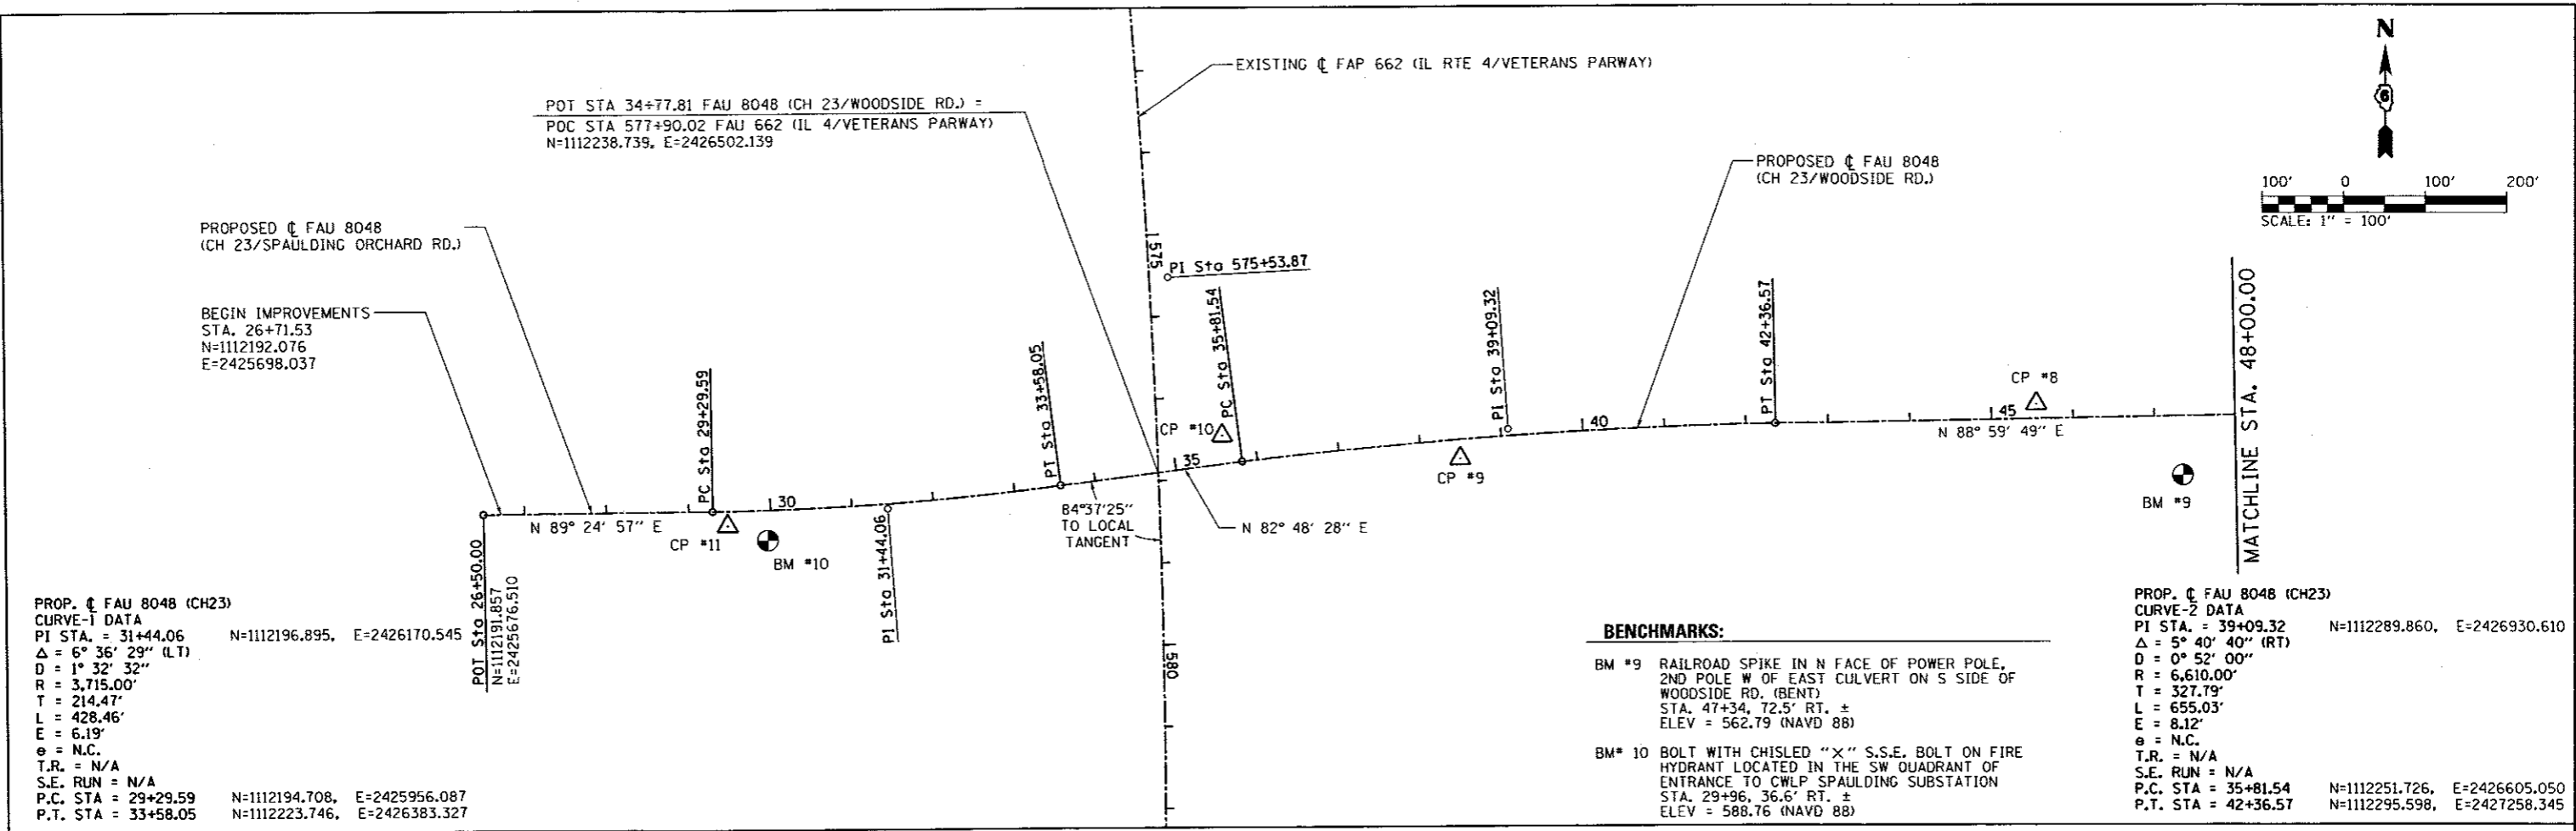 EXISTING ℄ FAP 662 (IL RTE 4/VETERANS PARWAY)
N
6
POT STA 34+77.81 FAU 8048 (CH 23/WOODSIDE RD.) =
POC STA 577+90.02 FAU 662 (IL 4/VETERANS PARWAY)
N=1112238.739, E=2426502.139
PROPOSED ℄ FAU 8048
(CH 23/WOODSIDE RD.)
100' 0 100' 200'
SCALE: 1" = 100'
PROPOSED ℄ FAU 8048
(CH 23/SPAULDING ORCHARD RD.)
BEGIN IMPROVEMENTS
STA. 26+71.53
N=1112192.076
E=2425698.037
575
PI Sta 575+53.87
POT Sta 26+50.00
N=1112191.857
E=2425676.510
N 89° 24' 57" E
PC Sta 29+29.59
CP #11
30
BM #10
PI Sta 31+44.06
PT Sta 33+58.05
84°37'25"
TO LOCAL
TANGENT
CP #10
35
PC Sta 35+81.54
N 82° 48' 28" E
CP #9
PI Sta 39+09.32
40
PT Sta 42+36.57
N 88° 59' 49" E
45
CP #8
BM #9
MATCHLINE STA. 48+00.00
580
PROP. ℄ FAU 8048 (CH23)
CURVE-1 DATA
PI STA. = 31+44.06 N=1112196.895, E=2426170.545
Δ = 6° 36' 29" (LT)
D = 1° 32' 32"
R = 3,715.00'
T = 214.47'
L = 428.46'
E = 6.19'
e = N.C.
T.R. = N/A
S.E. RUN = N/A
P.C. STA = 29+29.59 N=1112194.708, E=2425956.087
P.T. STA = 33+58.05 N=1112223.746, E=2426383.327
BENCHMARKS:
BM #9 RAILROAD SPIKE IN N FACE OF POWER POLE,
2ND POLE W OF EAST CULVERT ON S SIDE OF
WOODSIDE RD. (BENT)
STA. 47+34, 72.5' RT. ±
ELEV = 562.79 (NAVD 88)
BM# 10 BOLT WITH CHISLED "X" S.S.E. BOLT ON FIRE
HYDRANT LOCATED IN THE SW QUADRANT OF
ENTRANCE TO CWLP SPAULDING SUBSTATION
STA. 29+96, 36.6' RT. ±
ELEV = 588.76 (NAVD 88)
PROP. ℄ FAU 8048 (CH23)
CURVE-2 DATA
PI STA. = 39+09.32 N=1112289.860, E=2426930.610
Δ = 5° 40' 40" (RT)
D = 0° 52' 00"
R = 6,610.00'
T = 327.79'
L = 655.03'
E = 8.12'
e = N.C.
T.R. = N/A
S.E. RUN = N/A
P.C. STA = 35+81.54 N=1112251.726, E=2426605.050
P.T. STA = 42+36.57 N=1112295.598, E=2427258.345